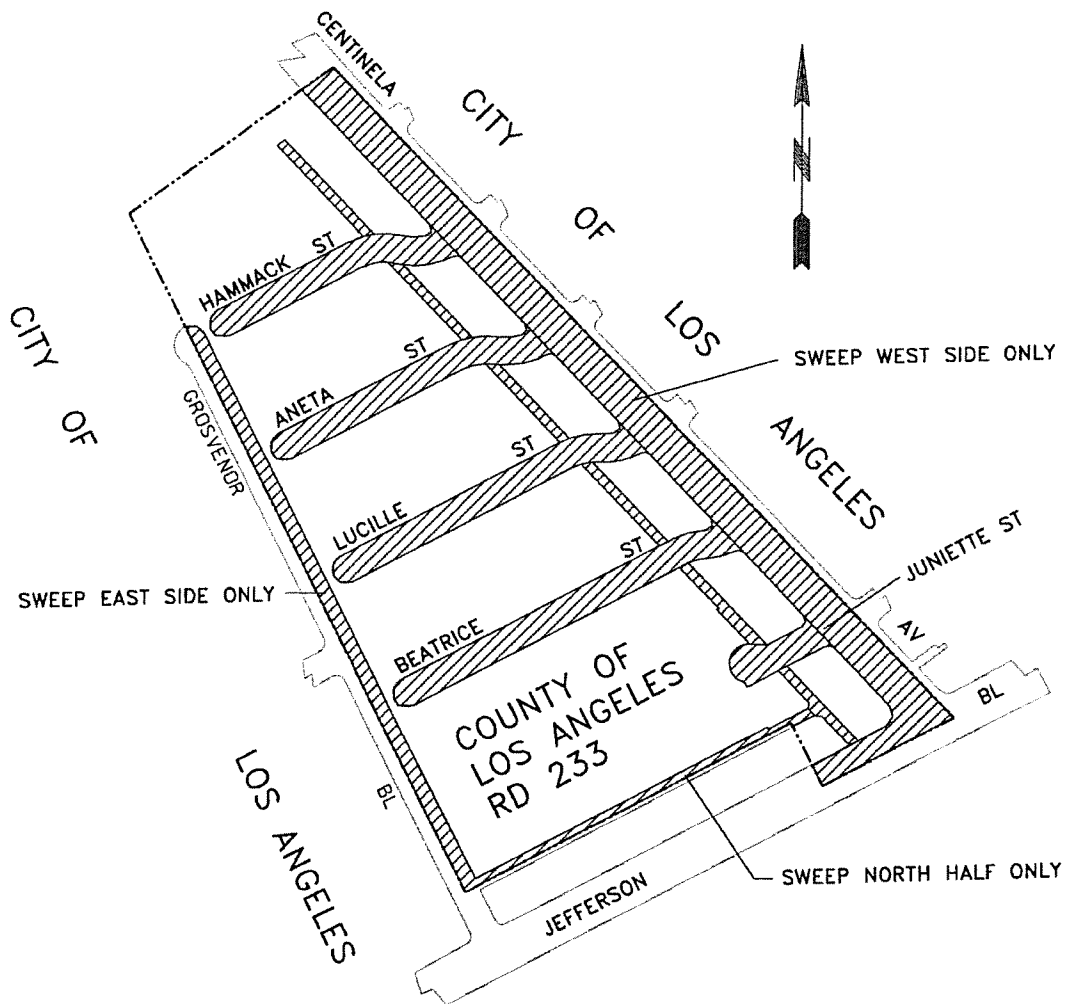 CENTINELA
CITY
OF
LOS
ANGELES
N
HAMMACK ST
CITY
OF
SWEEP WEST SIDE ONLY
ANETA ST
GROSVENOR
LUCILLE ST
JUNIETTE ST
SWEEP EAST SIDE ONLY
BEATRICE ST
AV
BL
COUNTY OF
LOS ANGELES
RD 233
LOS ANGELES
BL
SWEEP NORTH HALF ONLY
JEFFERSON